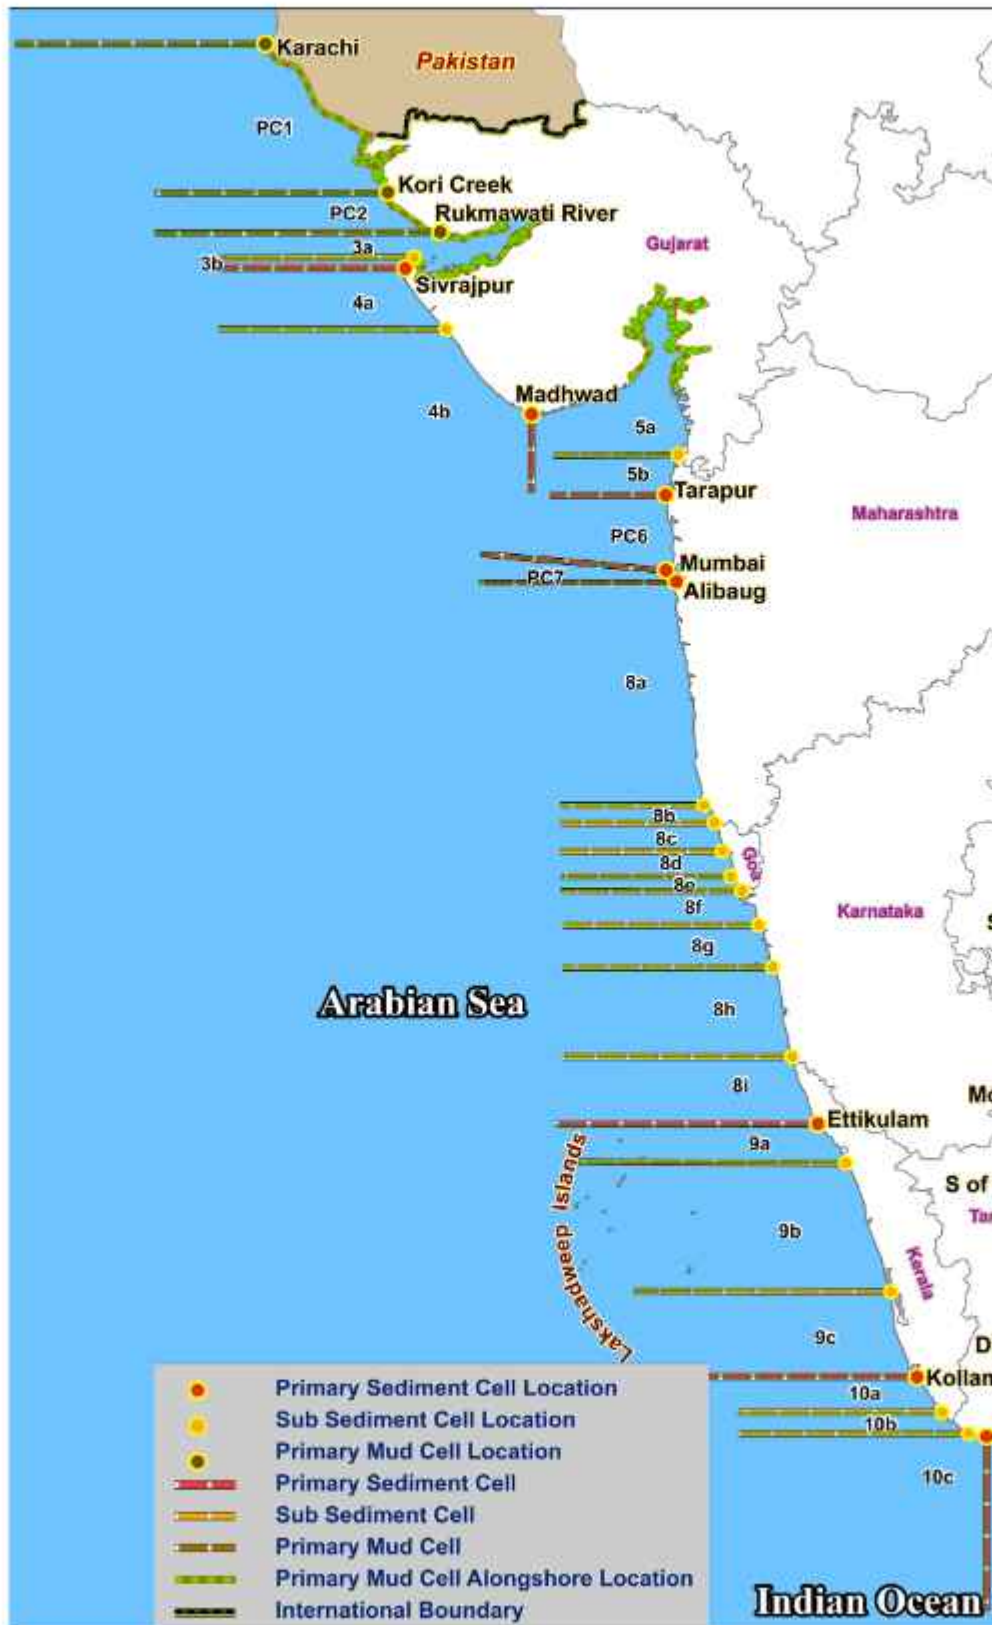 Karachi
Pakistan
PC1
Kori Creek
PC2
Rukmawati River
3a
3b
Sivrajpur
Gujarat
4a
4b
Madhwad
5a
5b
Tarapur
Maharashtra
PC6
Mumbai
PC7
Alibaug
8a
8b
8c
8d
Goa
8e
8f
Karnataka
8g
Arabian Sea
8h
8i
Ettikulam
9a
Lakshadweep Islands
S of
9b
Kerala
9c
Kollam
10a
10b
10c
Primary Sediment Cell Location
Sub Sediment Cell Location
Primary Mud Cell Location
Primary Sediment Cell
Sub Sediment Cell
Primary Mud Cell
Primary Mud Cell Alongshore Location
International Boundary
Indian Ocean